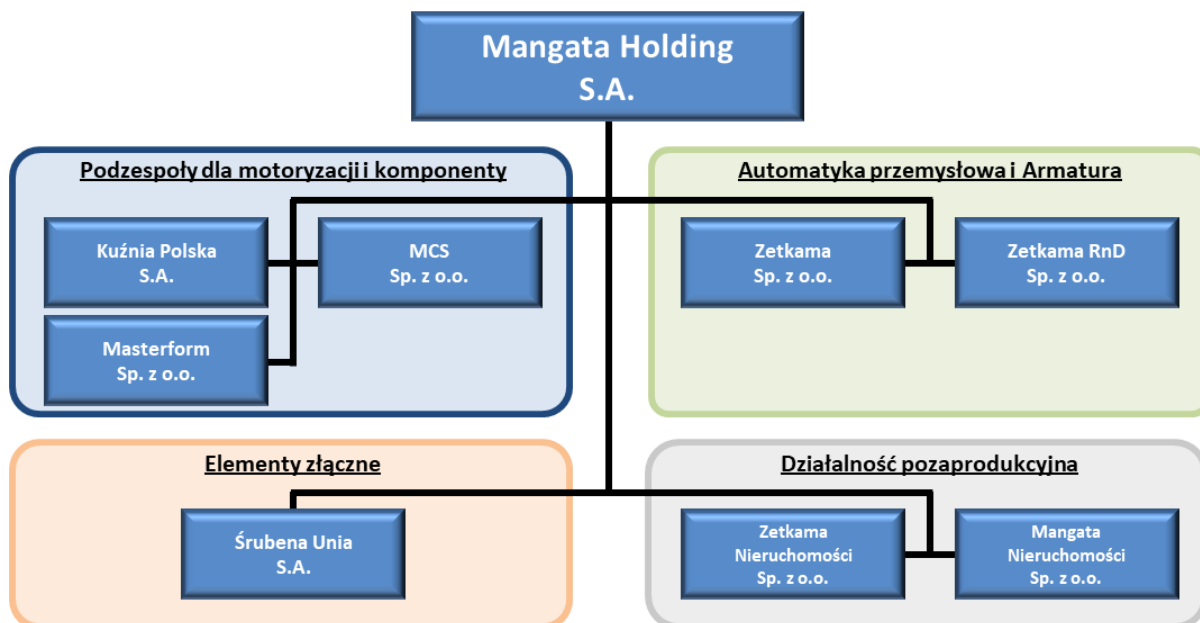 Mangata Holding
S.A.
Podzespoły dla motoryzacji i komponenty
Kuźnia Polska
S.A.
MCS
Sp. z o.o.
Masterform
Sp. z o.o.
Automatyka przemysłowa i Armatura
Zetkama
Sp. z o.o.
Zetkama RnD
Sp. z o.o.
Elementy złączne
Śrubena Unia
S.A.
Działalność pozaprodukcyjna
Zetkama
Nieruchomości
Sp. z o.o.
Mangata
Nieruchomości
Sp. z o.o.